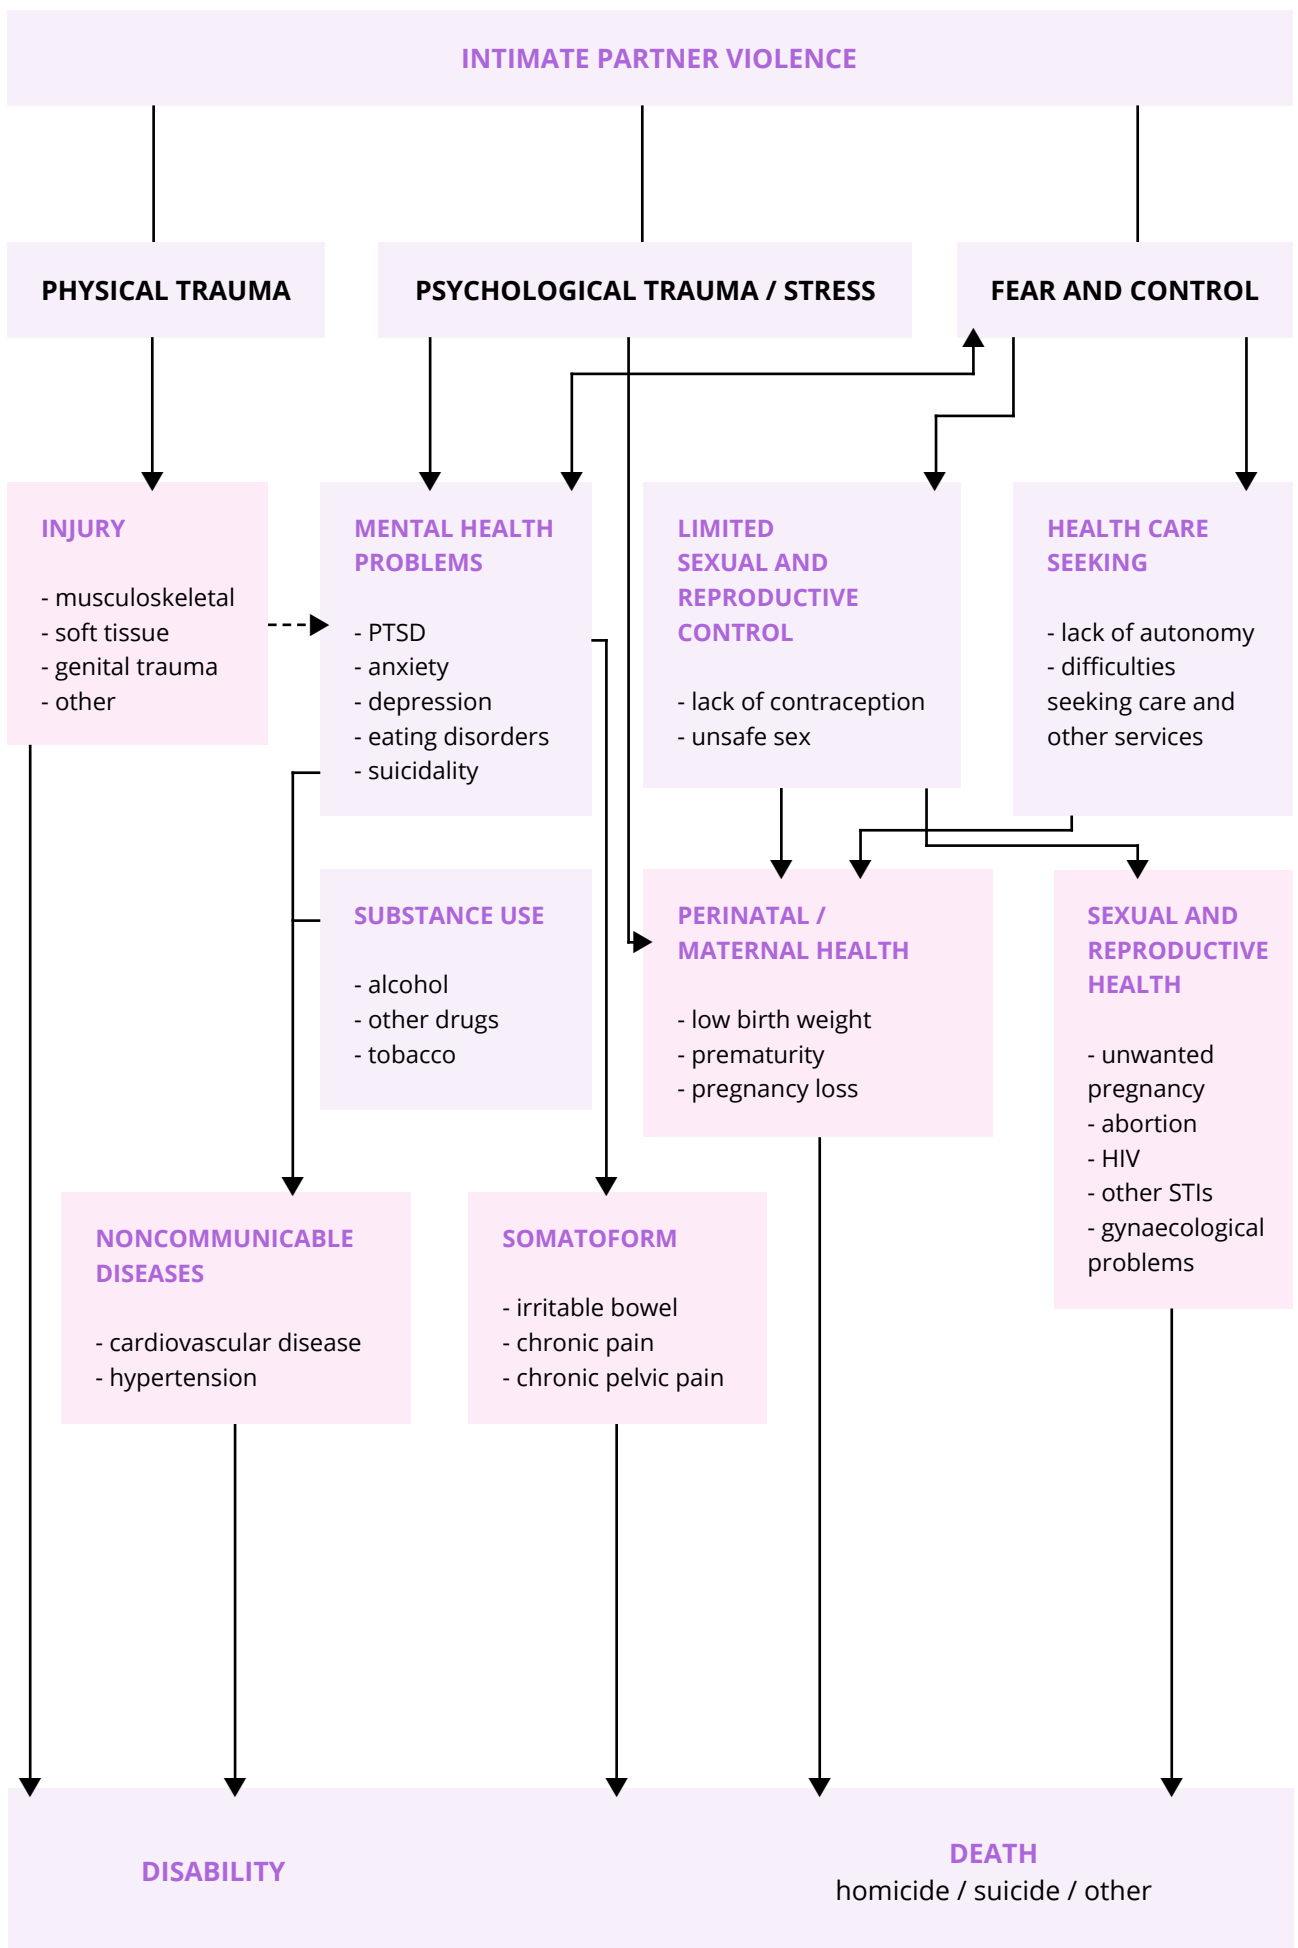 INTIMATE PARTNER VIOLENCE
PHYSICAL TRAUMA
PSYCHOLOGICAL TRAUMA / STRESS
FEAR AND CONTROL
INJURY
- musculoskeletal
- soft tissue
- genital trauma
- other
MENTAL HEALTH
PROBLEMS
- PTSD
- anxiety
- depression
- eating disorders
- suicidality
LIMITED
SEXUAL AND
REPRODUCTIVE
CONTROL
- lack of contraception
- unsafe sex
HEALTH CARE
SEEKING
- lack of autonomy
- difficulties
seeking care and
other services
SUBSTANCE USE
- alcohol
- other drugs
- tobacco
PERINATAL /
MATERNAL HEALTH
- low birth weight
- prematurity
- pregnancy loss
SEXUAL AND
REPRODUCTIVE
HEALTH
- unwanted
pregnancy
- abortion
- HIV
- other STIs
- gynaecological
problems
NONCOMMUNICABLE
DISEASES
- cardiovascular disease
- hypertension
SOMATOFORM
- irritable bowel
- chronic pain
- chronic pelvic pain
DISABILITY
DEATH
homicide / suicide / other